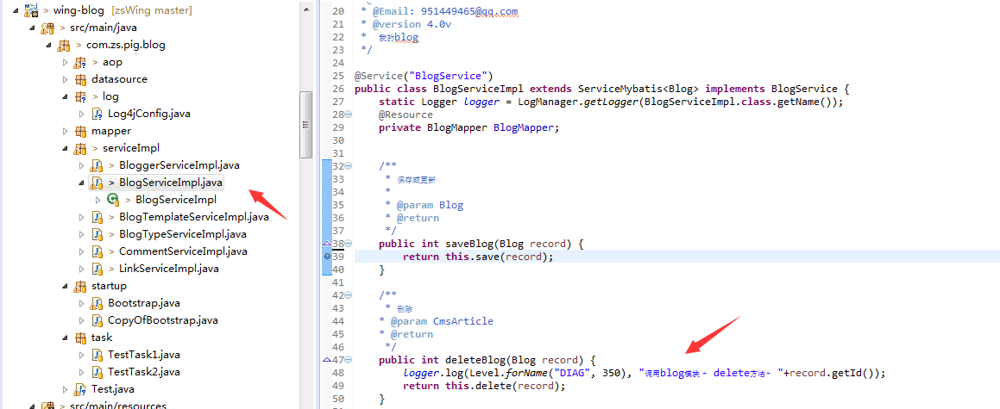 > wing-blog [zsWing master]
> src/main/java
> com.zs.pig.blog
> aop
datasource
> log
> Log4jConfig.java
mapper
> serviceImpl
> BloggerServiceImpl.java
> BlogServiceImpl.java
> BlogServiceImpl
> BlogTemplateServiceImpl.java
> BlogTypeServiceImpl.java
> CommentServiceImpl.java
> LinkServiceImpl.java
startup
Bootstrap.java
CopyOfBootstrap.java
task
TestTask1.java
TestTask2.java
Test.java
> src/main/resources
20 * @Email: 951449465@qq.com
21 * @version 4.0v
22 * 我的blog
23 */
24
25 @Service("BlogService")
26 public class BlogServiceImpl extends ServiceMybatis<Blog> implements BlogService {
27 static Logger logger = LogManager.getLogger(BlogServiceImpl.class.getName());
28 @Resource
29 private BlogMapper BlogMapper;
30
31
32 /**
33 * 保存或更新
34 *
35 * @param Blog
36 * @return
37 */
38 public int saveBlog(Blog record) {
39 return this.save(record);
40 }
41
42 /**
43 * 删除
44 * @param CmsArticle
45 * @return
46 */
47 public int deleteBlog(Blog record) {
48 logger.log(Level.forName("DIAG", 350), "调用blog模块 - delete方法- "+record.getId());
49 return this.delete(record);
50 }